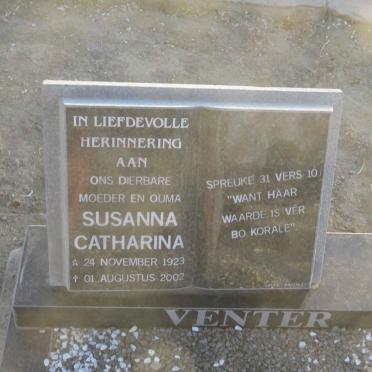 IN LIEFDEVOLLE
HERINNERING
AAN
ONS DIERBARE
MOEDER EN OUMA
SUSANNA
CATHARINA
* 24 NOVEMBER 1923
† 01 AUGUSTUS 2002
SPREUKE 31 VERS 10
"WANT HAAR
WAARDE IS VÊR
BO KORALE".
VENTER